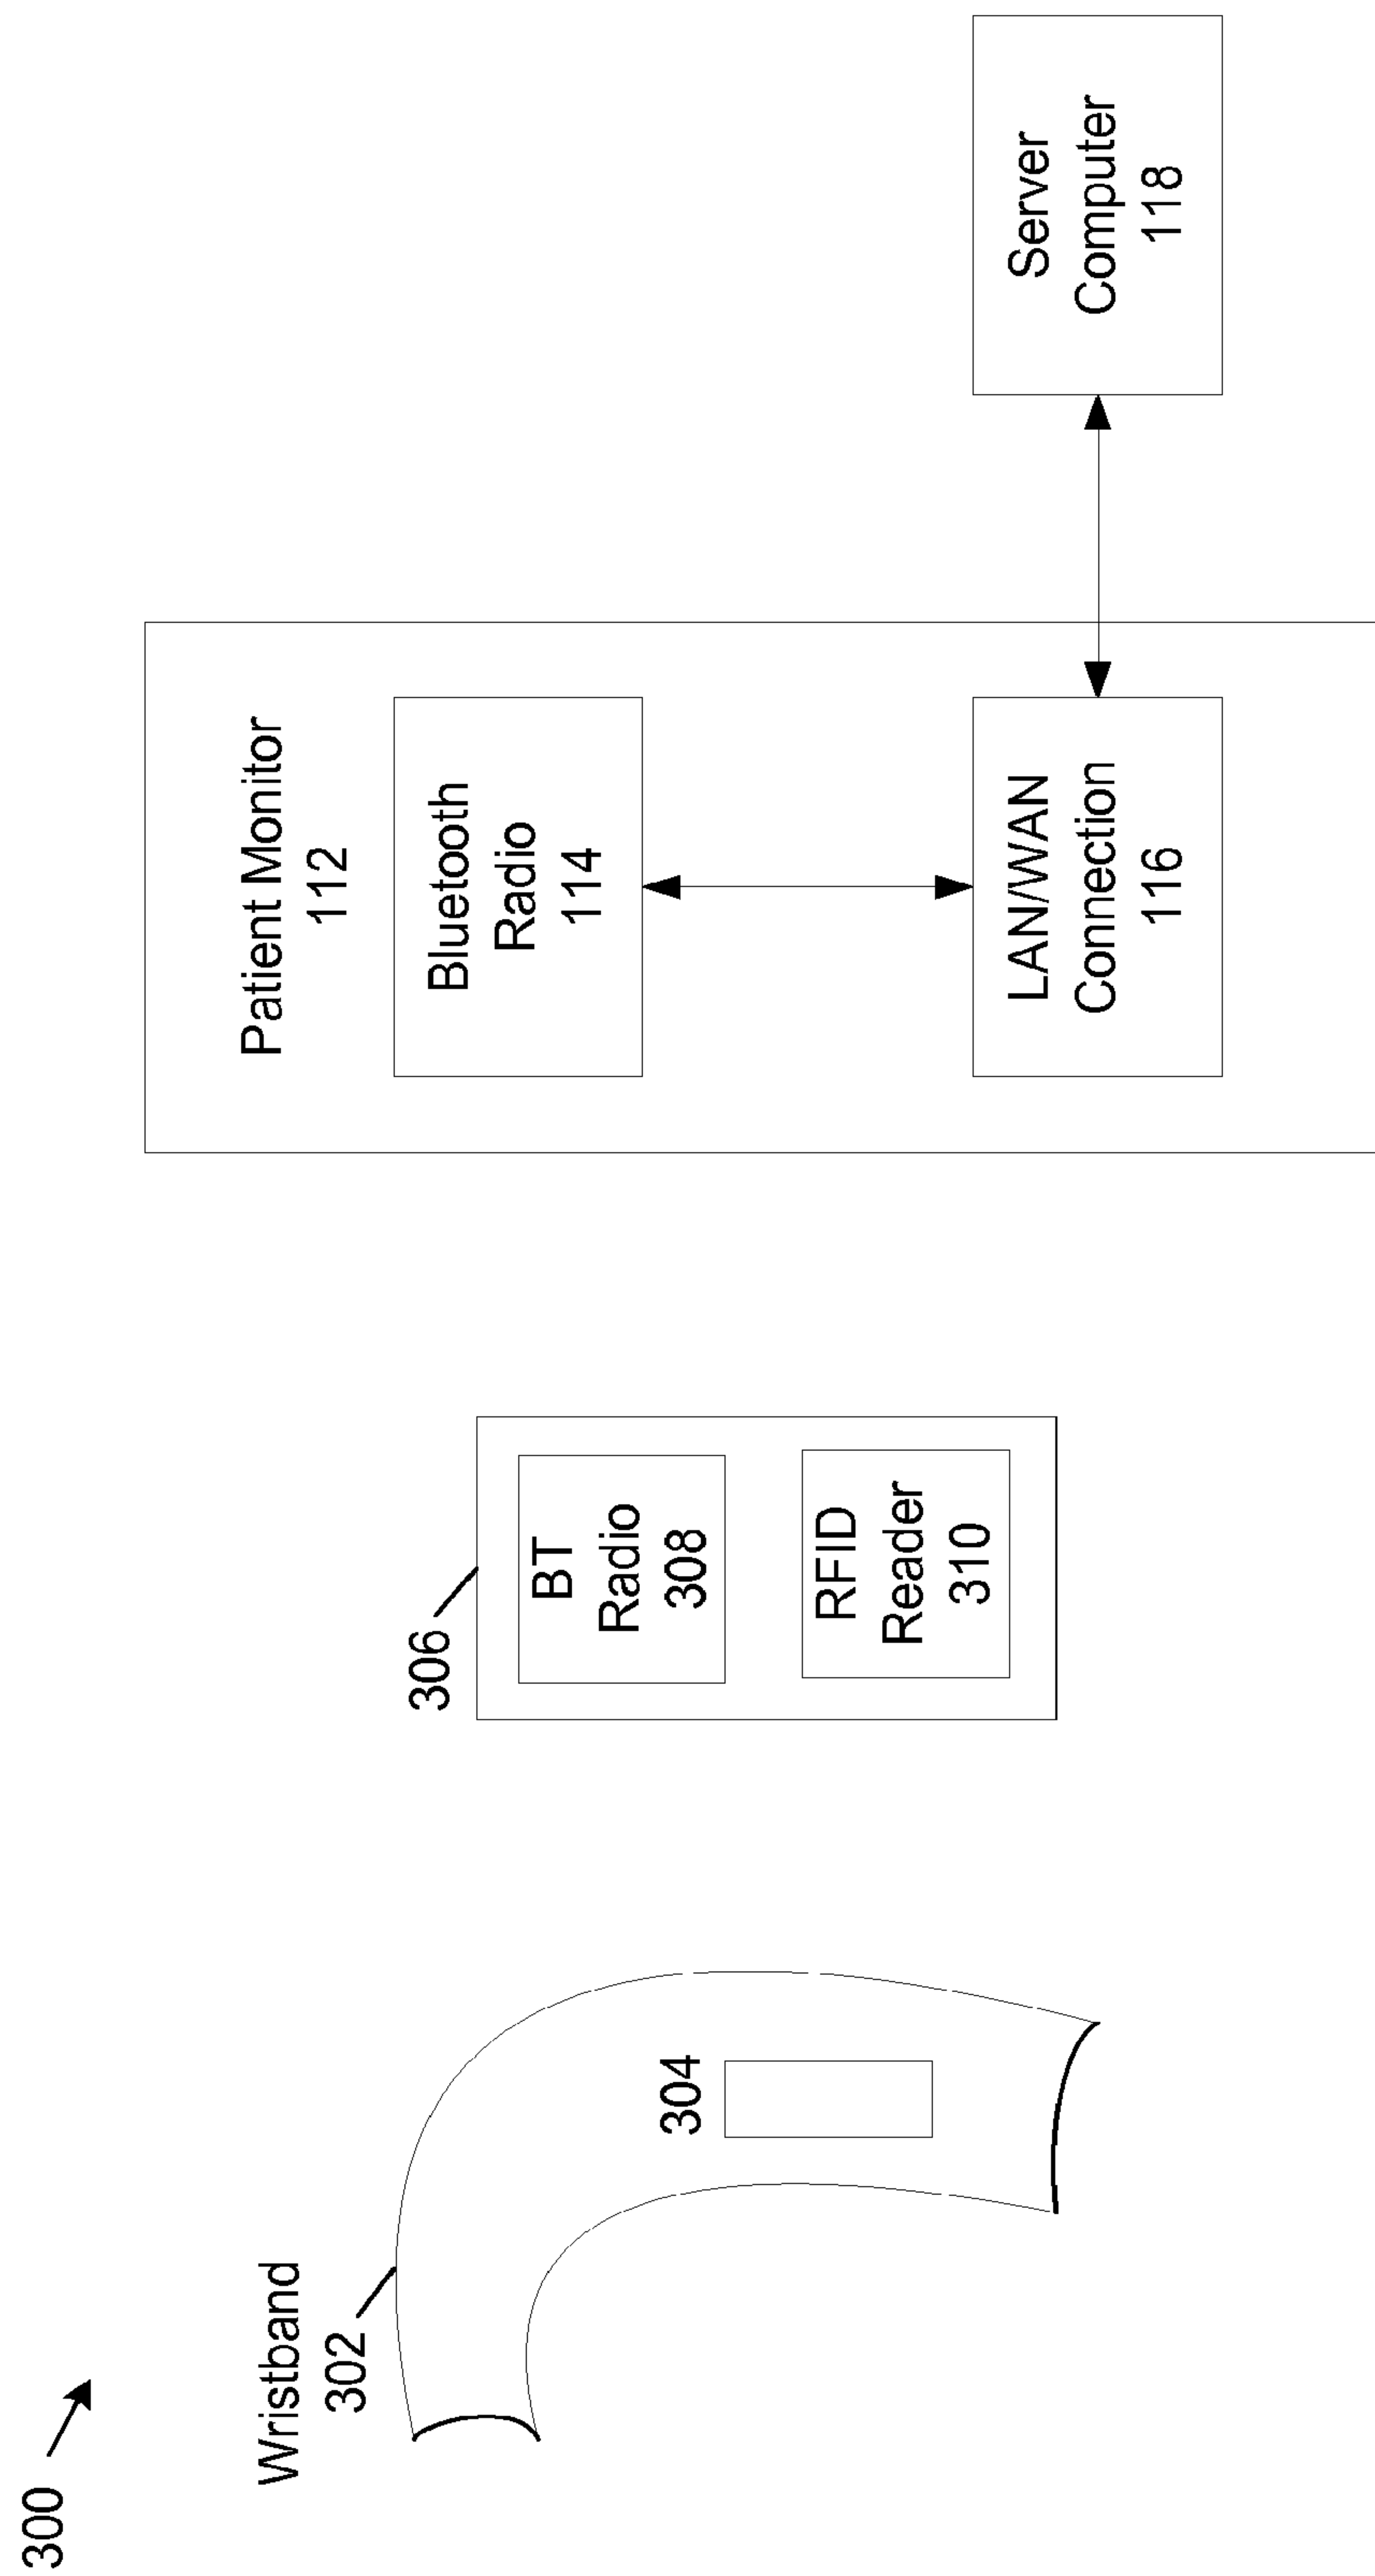 300
Wristband
302
304
306
BT
Radio
308
RFID
Reader
310
Patient Monitor
112
Bluetooth
Radio
114
LAN/WAN
Connection
116
Server
Computer
118